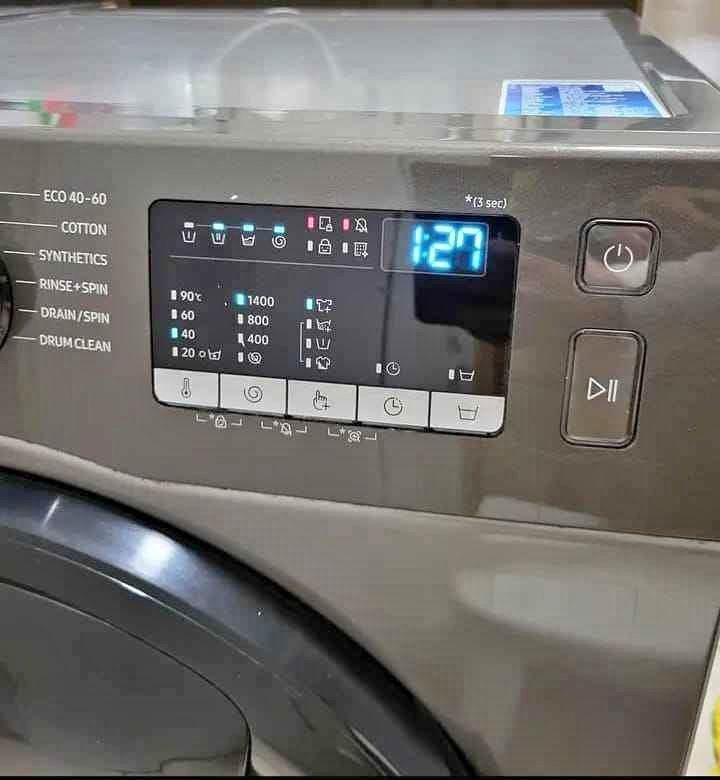 ECO 40-60
COTTON
SYNTHETICS
RINSE+SPIN
DRAIN/SPIN
DRUM CLEAN
*(3 sec)
1:27
90℃ 1400
60 800
40 400
20